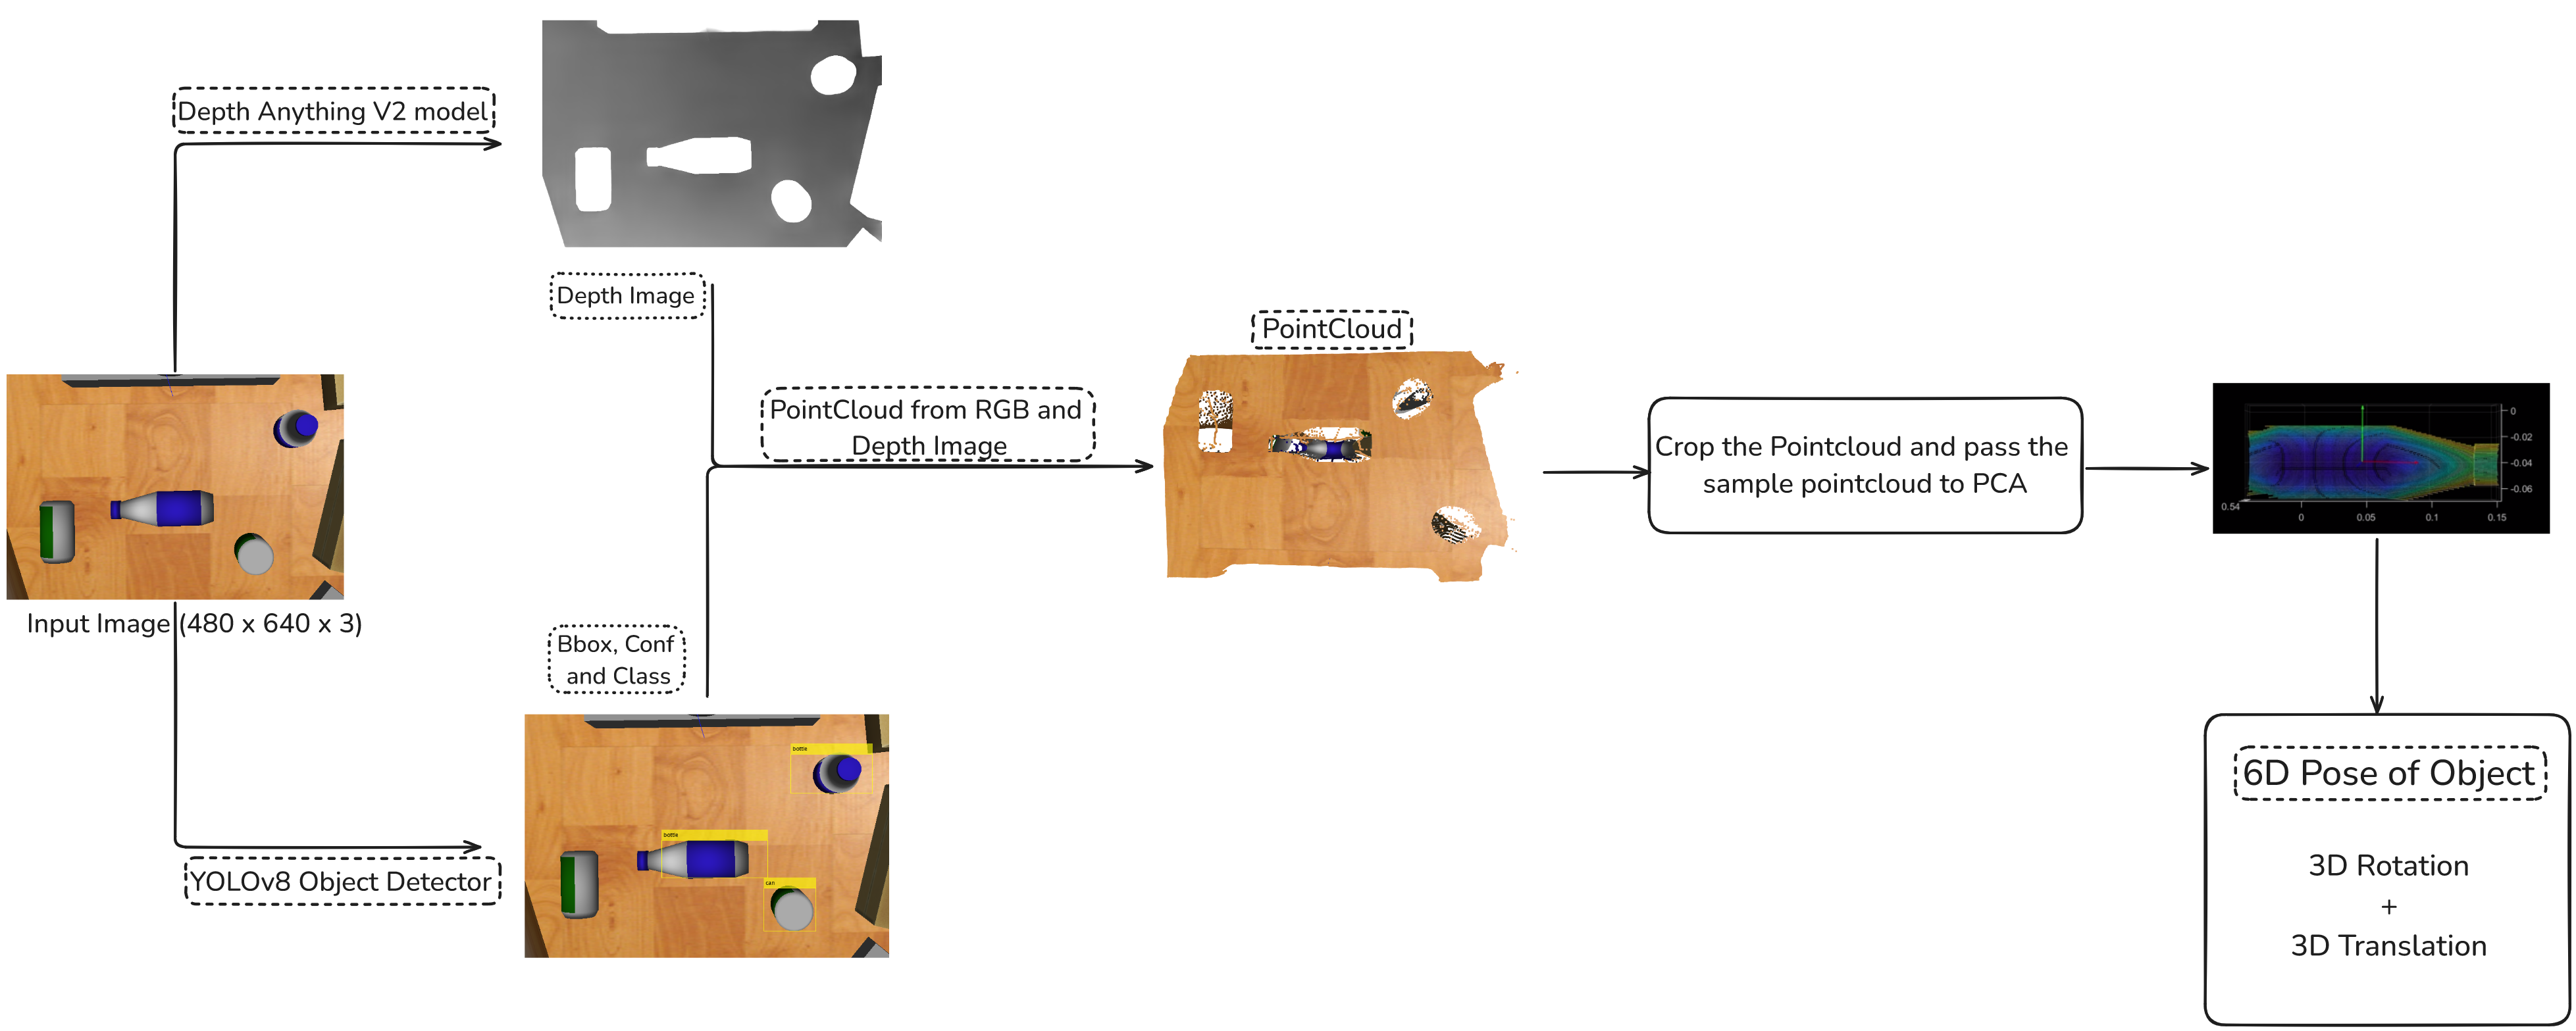 Depth Anything V2 model
Depth Image
PointCloud
PointCloud from RGB and
Depth Image
Crop the Pointcloud and pass the
sample pointcloud to PCA
0
-0.02
-0.04
-0.06
0.54
0
0.05
0.1
0.15
Input Image (480 x 640 x 3)
Bbox, Conf
and Class
bottle
bottle
can
YOLOv8 Object Detector
6D Pose of Object
3D Rotation
+
3D Translation